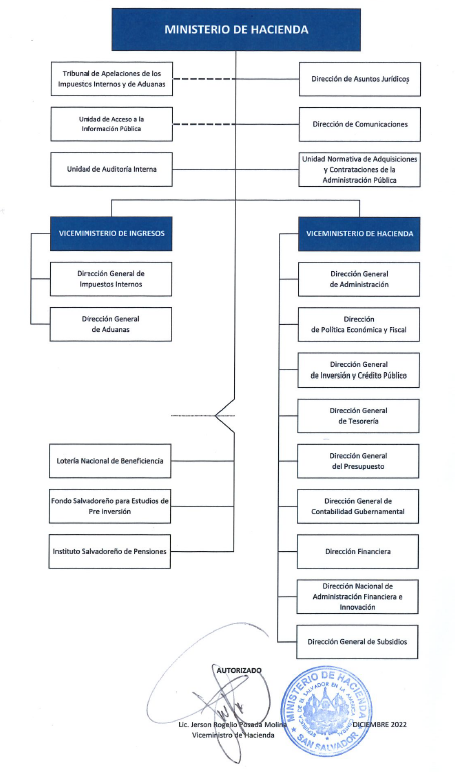 MINISTERIO DE HACIENDA
Tribunal de Apelaciones de los
Impuestos Internos y de Aduanas
Dirección de Asuntos Jurídicos
Unidad de Acceso a la
Información Pública
Dirección de Comunicaciones
Unidad de Auditoría Interna
Unidad Normativa de Adquisiciones
y Contrataciones de la
Administración Pública
VICEMINISTERIO DE INGRESOS
Dirección General de
Impuestos Internos
Dirección General
de Aduanas
VICEMINISTERIO DE HACIENDA
Dirección General
de Administración
Dirección
de Política Económica y Fiscal
Dirección General
de Inversión y Crédito Público
Dirección General
de Tesorería
Dirección General
del Presupuesto
Dirección General de
Contabilidad Gubernamental
Dirección Financiera
Dirección Nacional de
Administración Financiera e
Innovación
Dirección General de Subsidios
Lotería Nacional de Beneficiencia
Fondo Salvadoreño para Estudios de
Pre inversión
Instituto Salvadoreño de Pensiones
AUTORIZADO
Lic. Jerson Rogelio Posada Molina
Viceministro de Hacienda
MINISTERIO DE HACIENDA
SAN SALVADOR
DICIEMBRE 2022